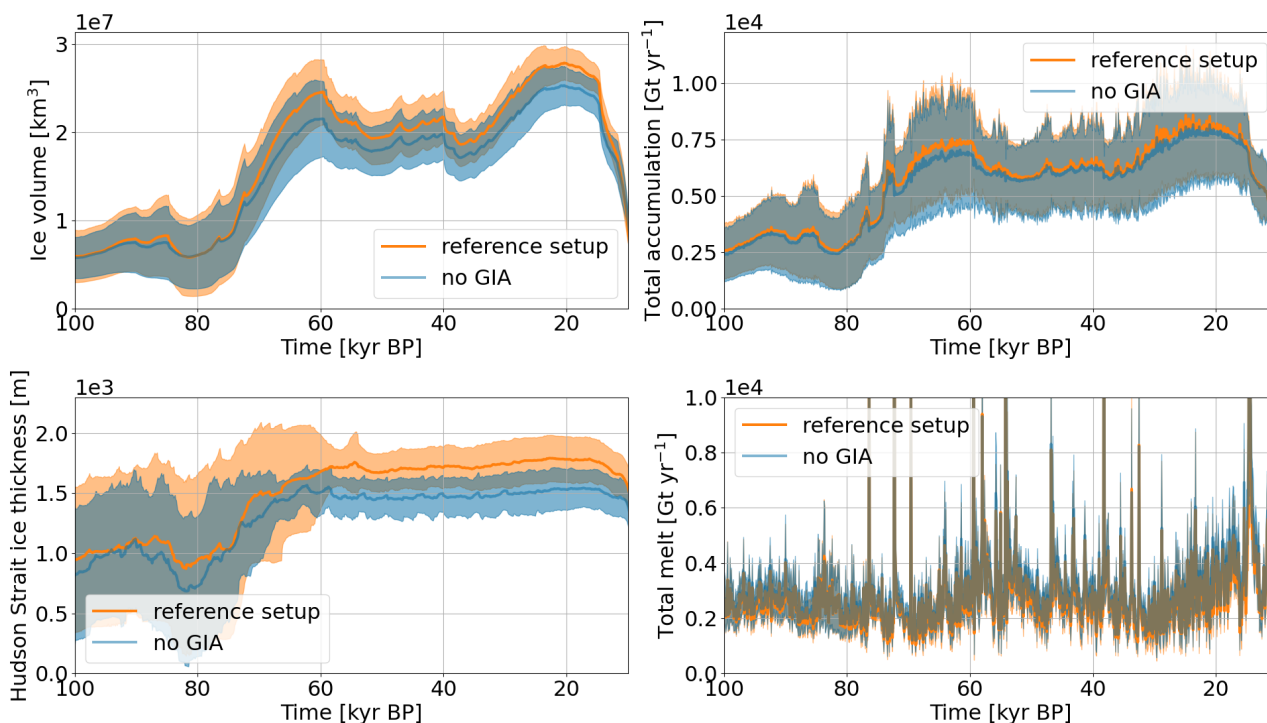 1e7
Ice volume [km³]
3
2
1
0
100 80 60 40 20
Time [kyr BP]
reference setup
no GIA
1e4
Total accumulation [Gt yr⁻¹]
1.00
0.75
0.50
0.25
0.00
100 80 60 40 20
Time [kyr BP]
reference setup
no GIA
1e3
Hudson Strait ice thickness [m]
2.0
1.5
1.0
0.5
0.0
100 80 60 40 20
Time [kyr BP]
reference setup
no GIA
1e4
Total melt [Gt yr⁻¹]
1.0
0.8
0.6
0.4
0.2
0.0
100 80 60 40 20
Time [kyr BP]
reference setup
no GIA